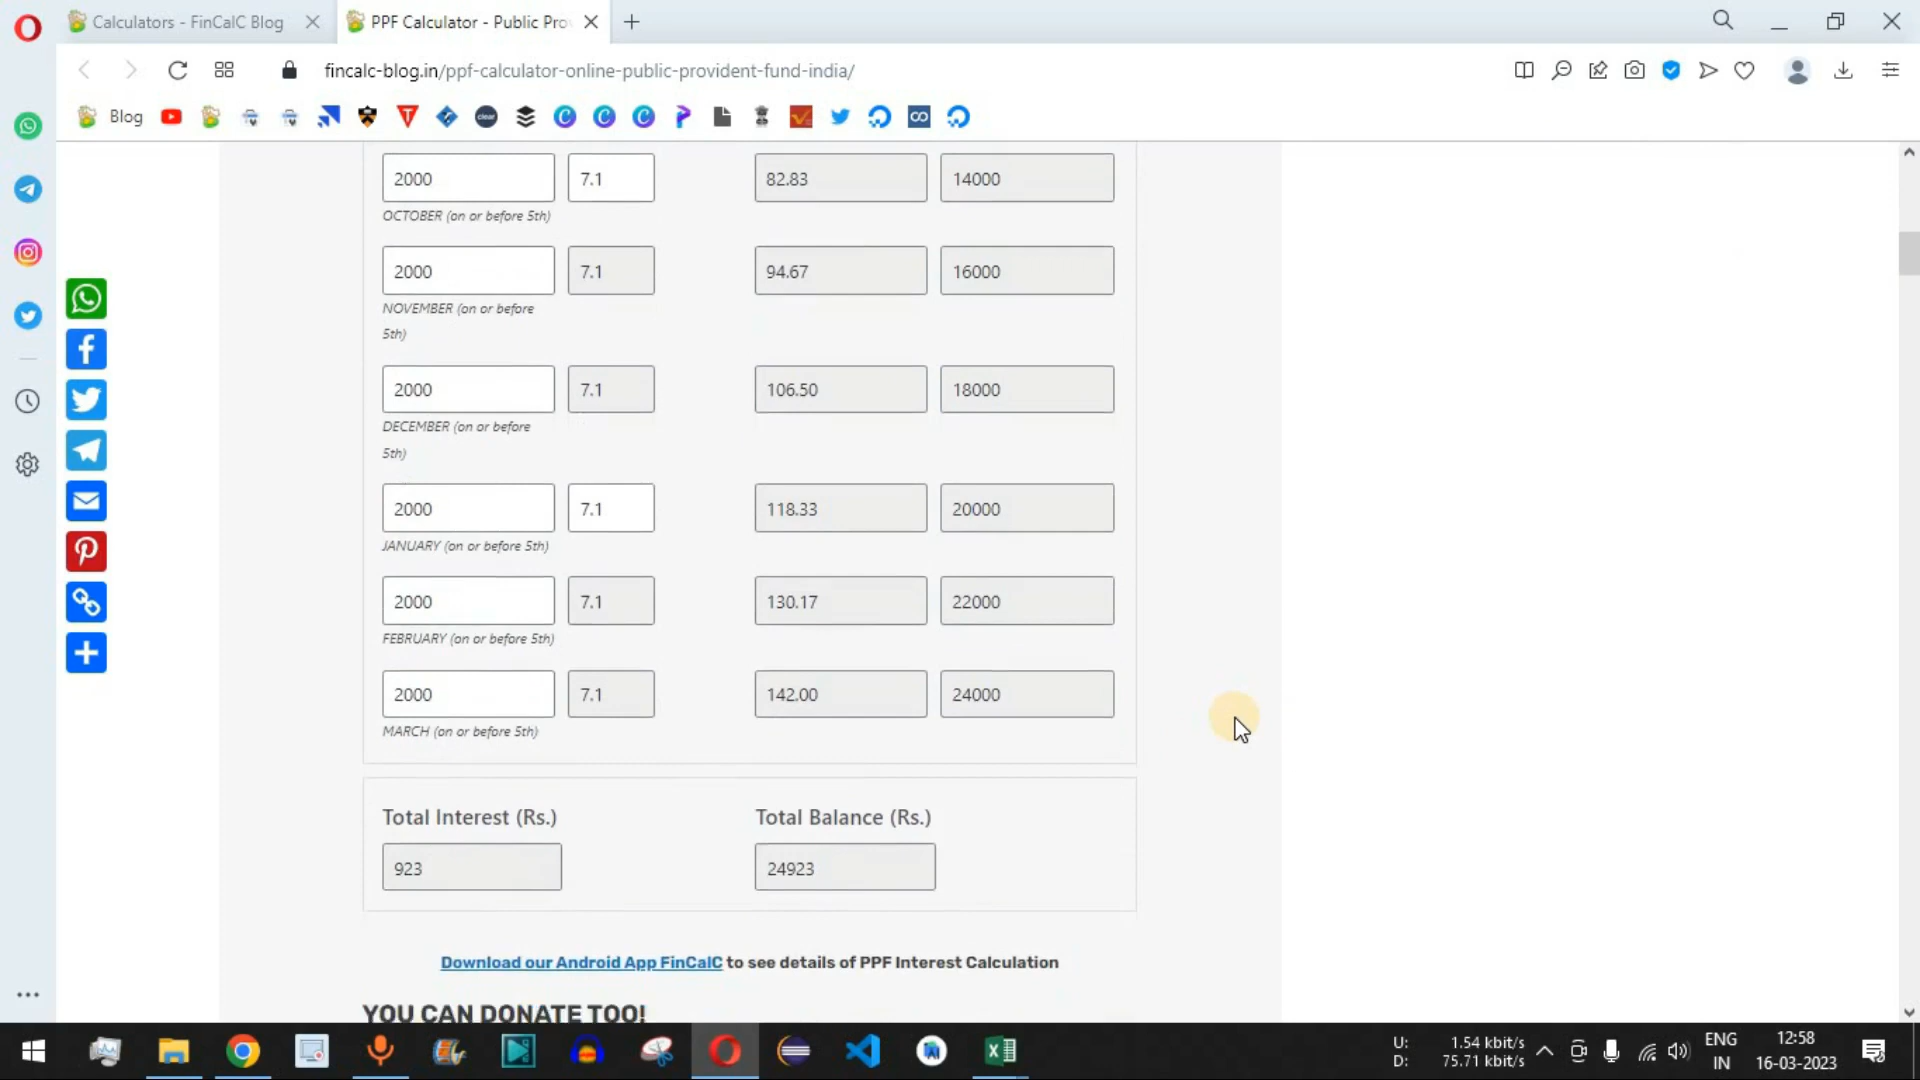 Calculators - FinCalC Blog
PPF Calculator - Public Pro
fincalc-blog.in/ppf-calculator-online-public-provident-fund-india/
Blog
2000 7.1 82.83 14000
OCTOBER (on or before 5th)
2000 7.1 94.67 16000
NOVEMBER (on or before
5th)
2000 7.1 106.50 18000
DECEMBER (on or before
5th)
2000 7.1 118.33 20000
JANUARY (on or before 5th)
2000 7.1 130.17 22000
FEBRUARY (on or before 5th)
2000 7.1 142.00 24000
MARCH (on or before 5th)
Total Interest (Rs.) Total Balance (Rs.)
923 24923
Download our Android App FinCalC to see details of PPF Interest Calculation
YOU CAN DONATE TOO!
U: 1.54 kbit/s
D: 75.71 kbit/s
ENG
IN
12:58
16-03-2023